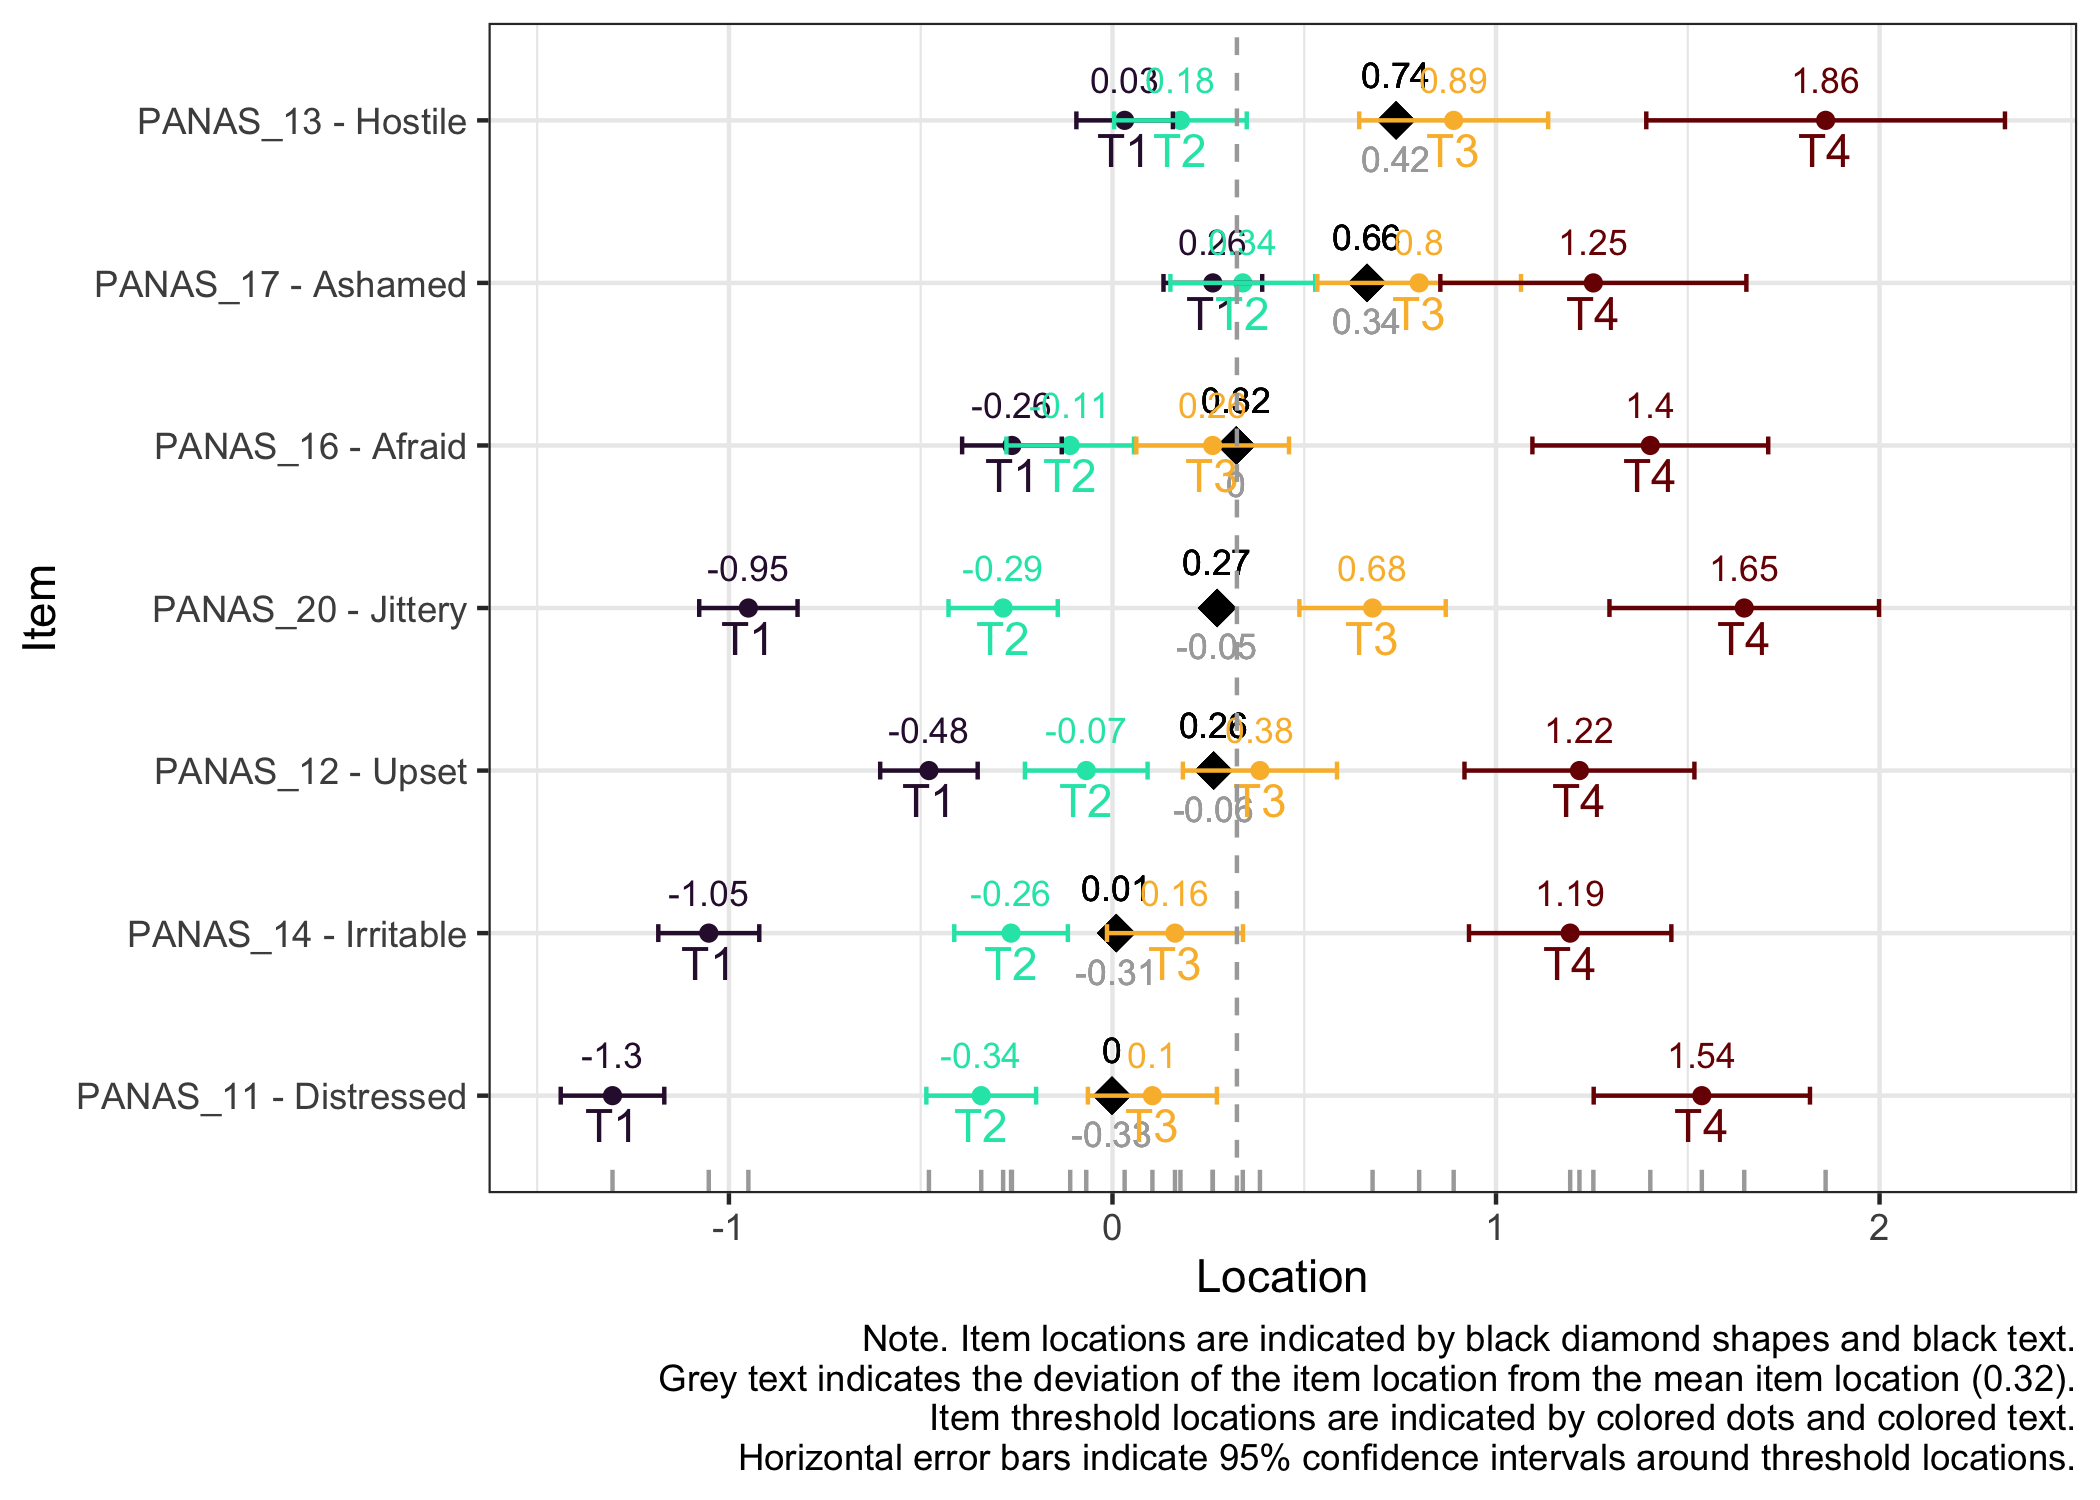 Item
PANAS_13 - Hostile
0.03 0.18 0.74 0.89 1.86
T1 T2 0.42 T3 T4
PANAS_17 - Ashamed
0.26 0.34 0.66 0.8 1.25
T1 T2 0.34 T3 T4
PANAS_16 - Afraid
-0.26 -0.11 0.26 0.32 1.4
T1 T2 T3 0 T4
PANAS_20 - Jittery
-0.95 -0.29 0.27 0.68 1.65
T1 T2 -0.05 T3 T4
PANAS_12 - Upset
-0.48 -0.07 0.26 0.38 1.22
T1 T2 -0.06 T3 T4
PANAS_14 - Irritable
-1.05 -0.26 0.01 0.16 1.19
T1 T2 -0.31 T3 T4
PANAS_11 - Distressed
-1.3 -0.34 0 0.1 1.54
T1 T2 -0.33 T3 T4
-1 0 1 2
Location
Note. Item locations are indicated by black diamond shapes and black text.
Grey text indicates the deviation of the item location from the mean item location (0.32).
Item threshold locations are indicated by colored dots and colored text.
Horizontal error bars indicate 95% confidence intervals around threshold locations.